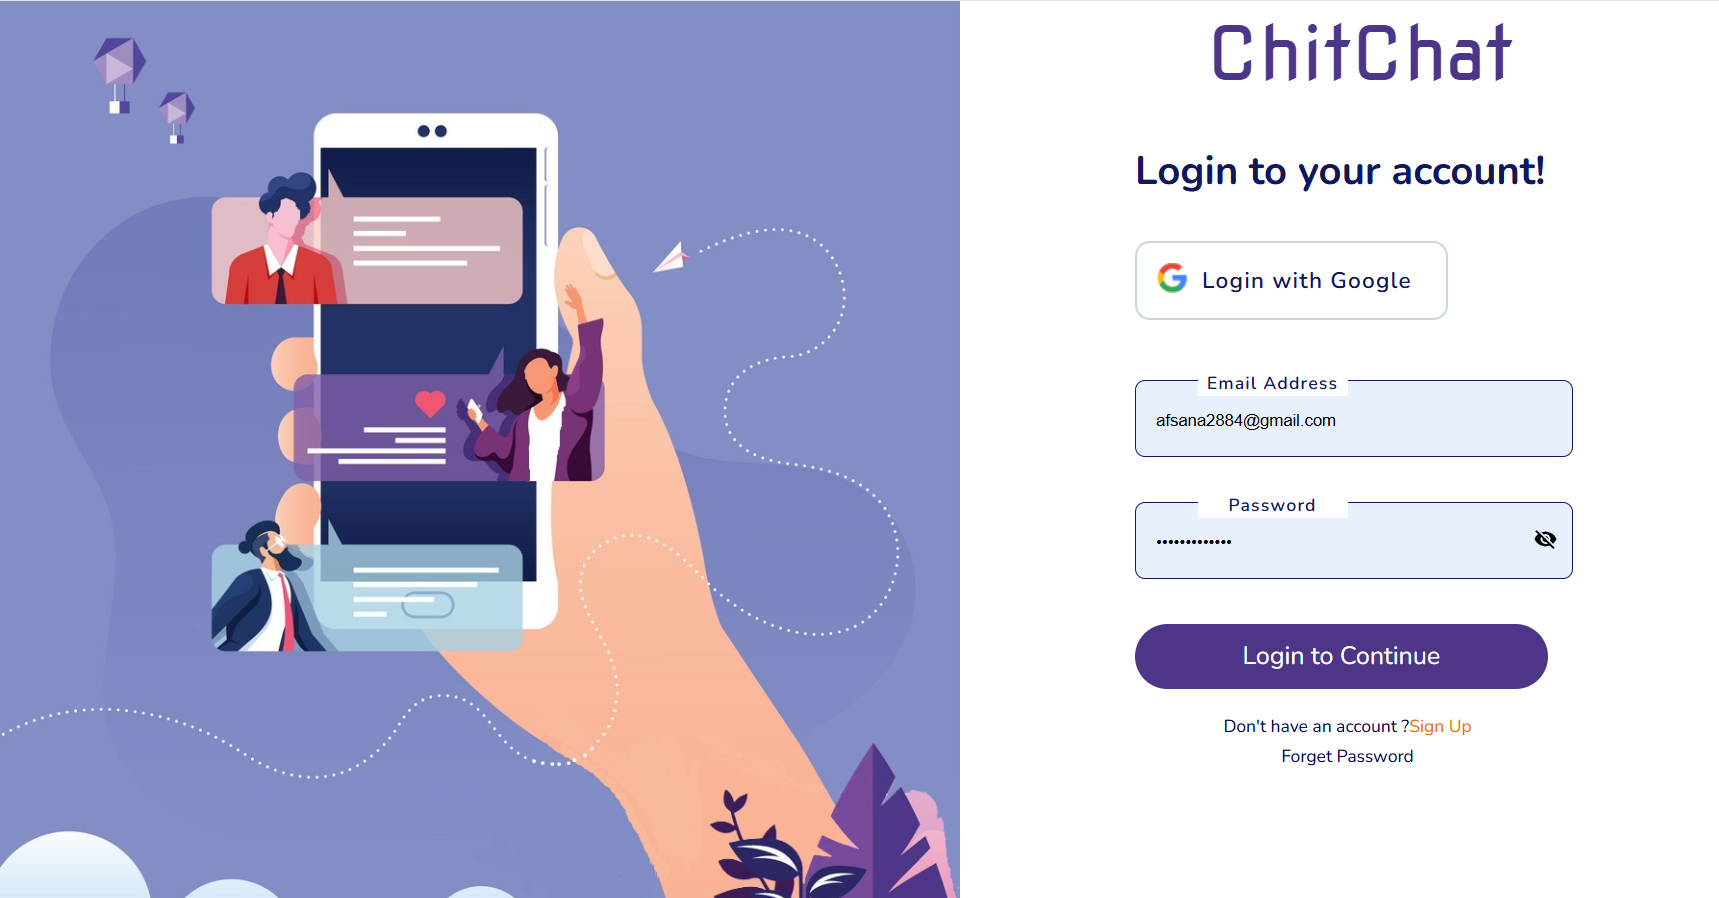 ChitChat
Login to your account!
Login with Google
Email Address
afsana2884@gmail.com
Password
•••••••••••••
Login to Continue
Don't have an account ?Sign Up
Forget Password